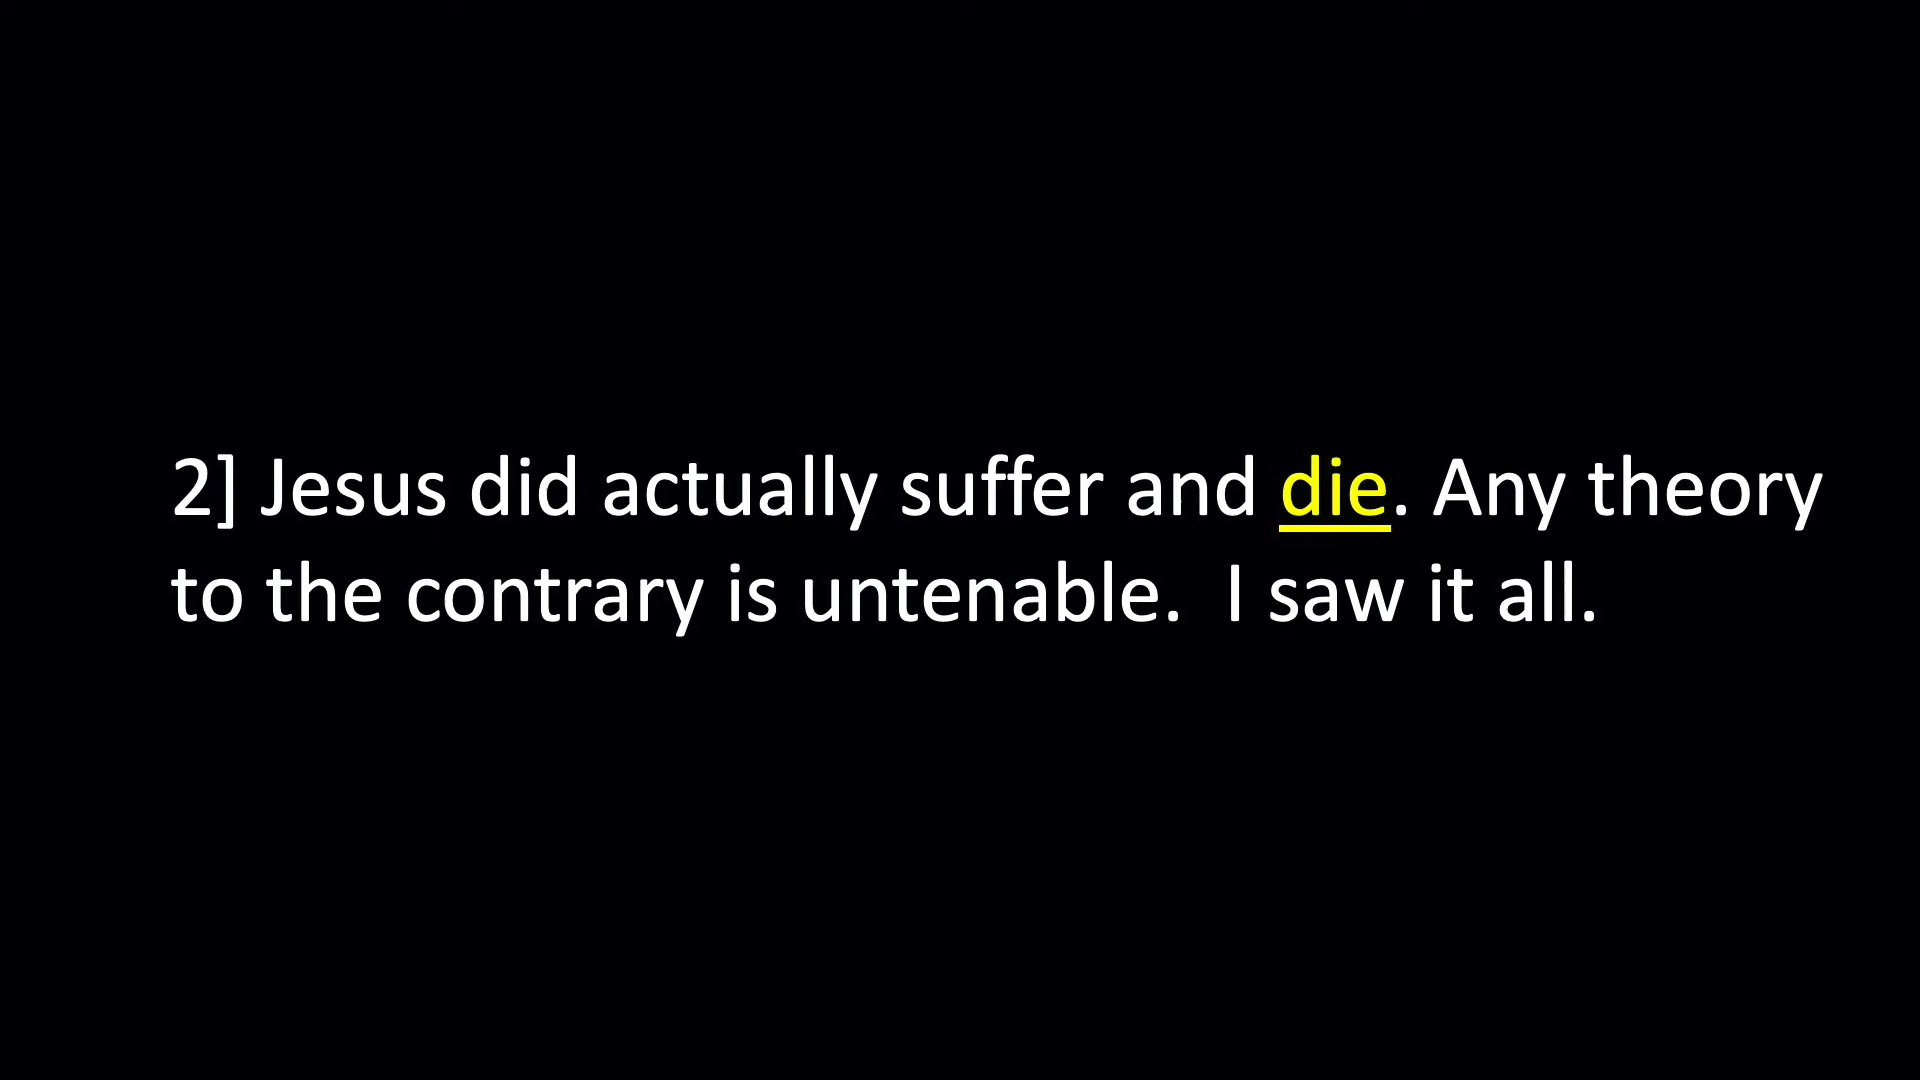 2] Jesus did actually suffer and die. Any theory
to the contrary is untenable.  I saw it all.